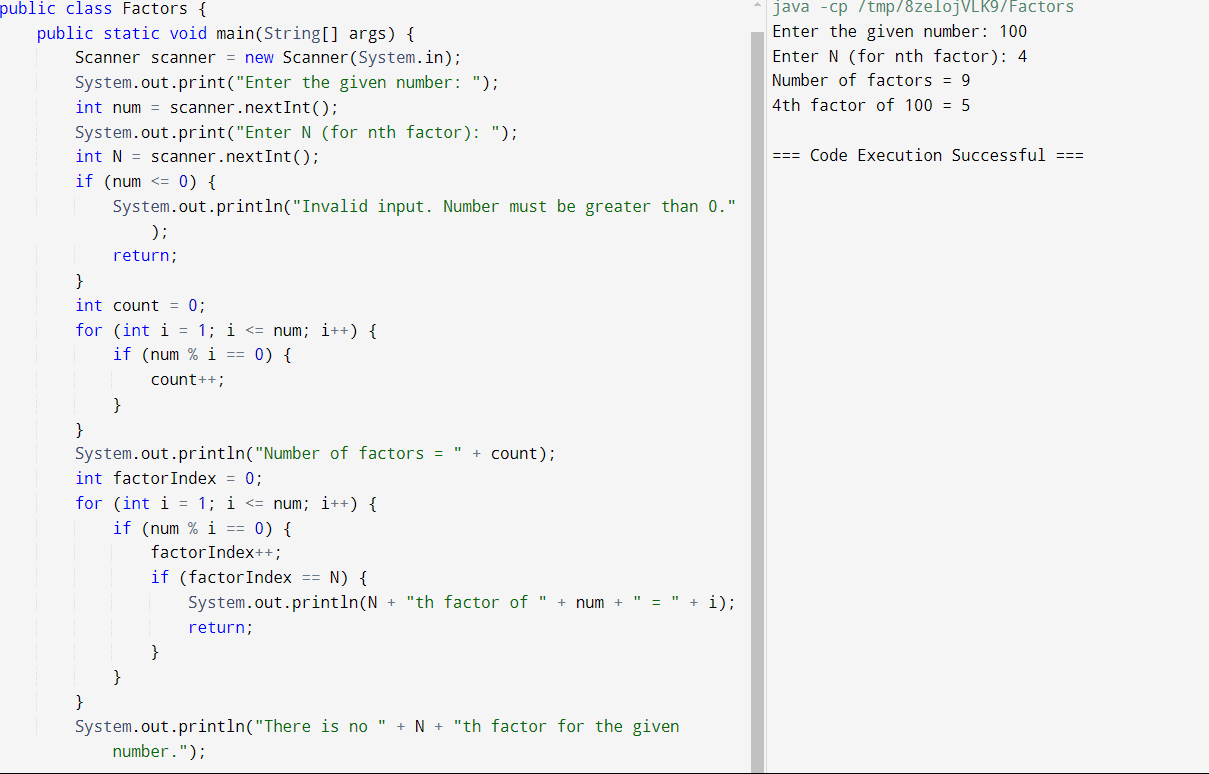 public class Factors {
public static void main(String[] args) {
Scanner scanner = new Scanner(System.in);
System.out.print("Enter the given number: ");
int num = scanner.nextInt();
System.out.print("Enter N (for nth factor): ");
int N = scanner.nextInt();
if (num <= 0) {
System.out.println("Invalid input. Number must be greater than 0."
);
return;
}
int count = 0;
for (int i = 1; i <= num; i++) {
if (num % i == 0) {
count++;
}
}
System.out.println("Number of factors = " + count);
int factorIndex = 0;
for (int i = 1; i <= num; i++) {
if (num % i == 0) {
factorIndex++;
if (factorIndex == N) {
System.out.println(N + "th factor of " + num + " = " + i);
return;
}
}
}
System.out.println("There is no " + N + "th factor for the given
number.");
java -cp /tmp/8zelojVLK9/Factors
Enter the given number: 100
Enter N (for nth factor): 4
Number of factors = 9
4th factor of 100 = 5
=== Code Execution Successful ===